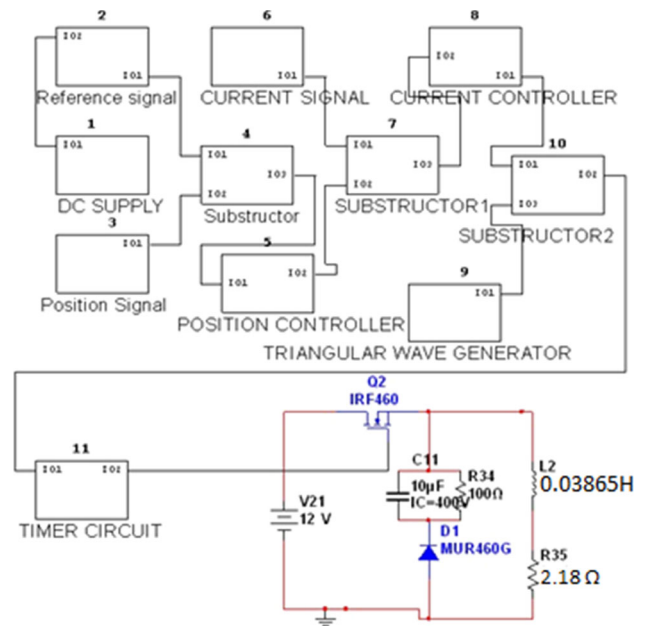 2
IO2
IO1
Reference signal
6
IO1
CURRENT SIGNAL
8
IO2
IO1
CURRENT CONTROLLER
1
IO1
DC SUPPLY
4
IO1
IO2
IO3
Substructor
7
IO1
IO2
IO3
SUBSTRUCTOR1
10
IO1
IO2
IO3
SUBSTRUCTOR2
3
IO1
Position Signal
5
IO1
IO2
POSITION CONTROLLER
9
IO1
TRIANGULAR WAVE GENERATOR
Q2
IRF460
11
IO1
IO2
TIMER CIRCUIT
V21
12 V
C11
10µF
IC=400V
R34
100Ω
D1
MUR460G
L2
0.03865H
R35
2.18 Ω